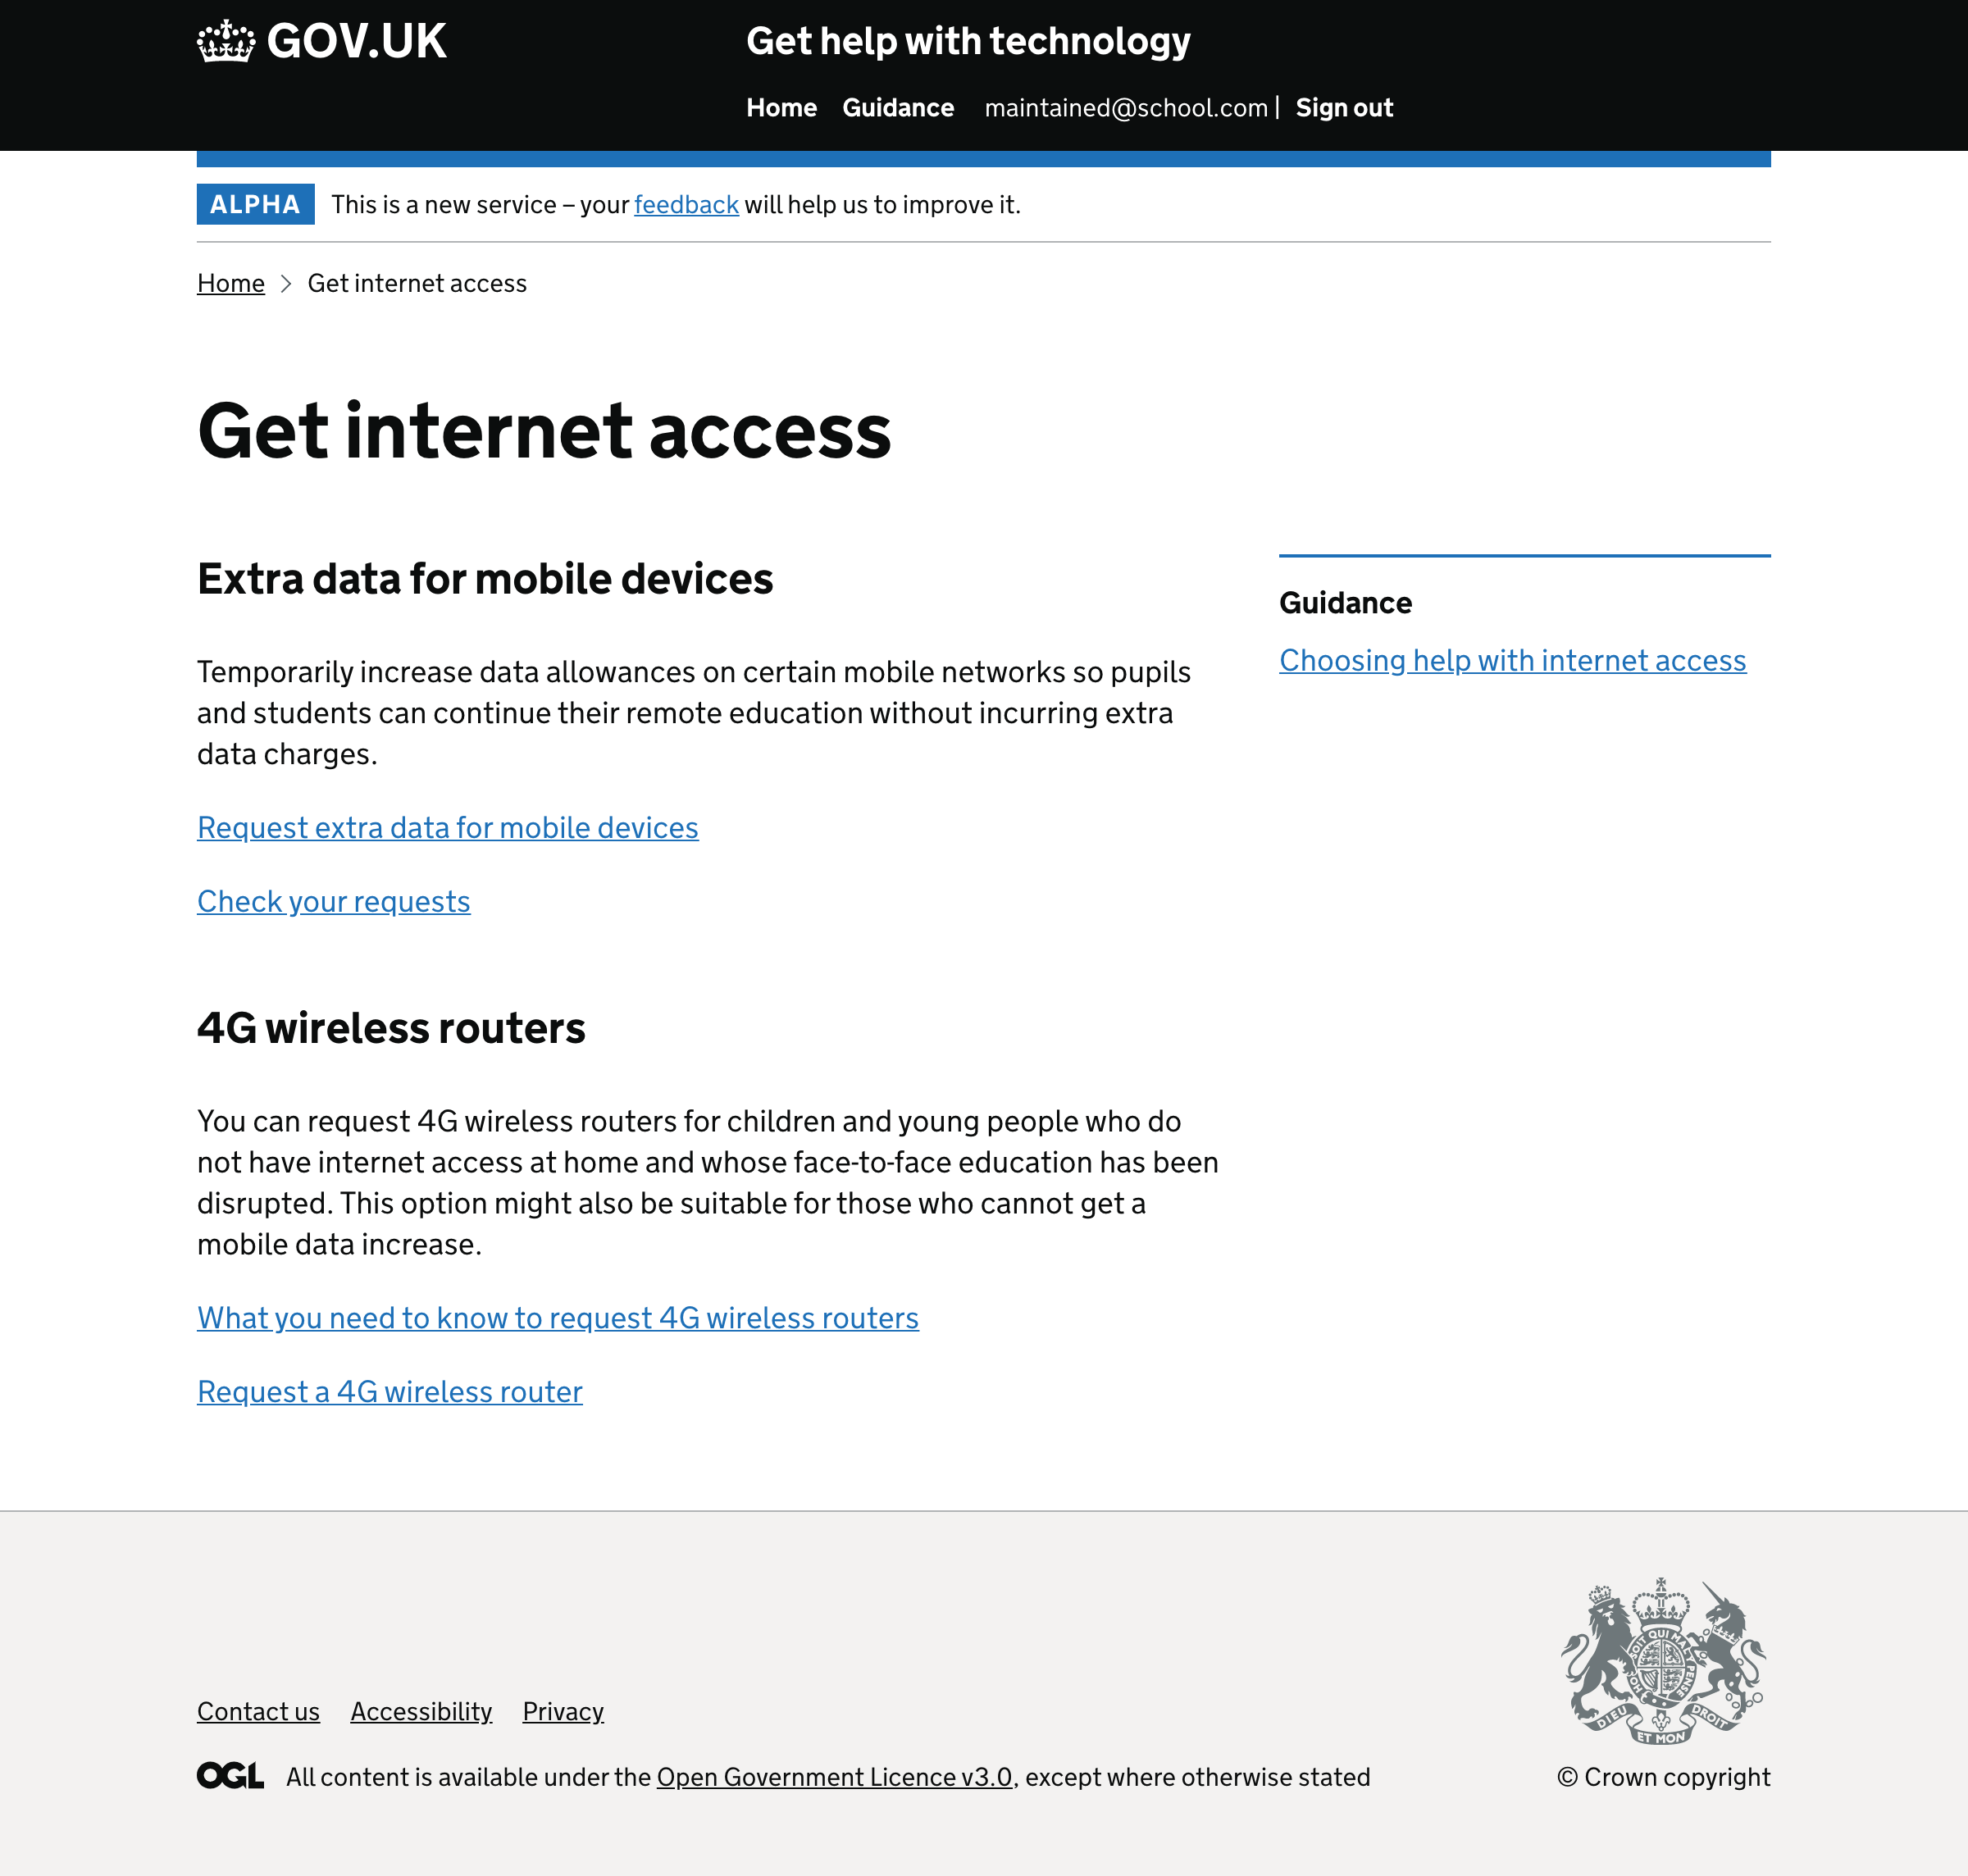 GOV.UK
Get help with technology
Home Guidance maintained@school.com | Sign out
ALPHA This is a new service – your feedback will help us to improve it.
Home > Get internet access
Get internet access
Extra data for mobile devices
Temporarily increase data allowances on certain mobile networks so pupils
and students can continue their remote education without incurring extra
data charges.
Request extra data for mobile devices
Check your requests
Guidance
Choosing help with internet access
4G wireless routers
You can request 4G wireless routers for children and young people who do
not have internet access at home and whose face-to-face education has been
disrupted. This option might also be suitable for those who cannot get a
mobile data increase.
What you need to know to request 4G wireless routers
Request a 4G wireless router
Contact us Accessibility Privacy
OGL All content is available under the Open Government Licence v3.0, except where otherwise stated
QUI MAL
DIEU ET MON DROIT
© Crown copyright